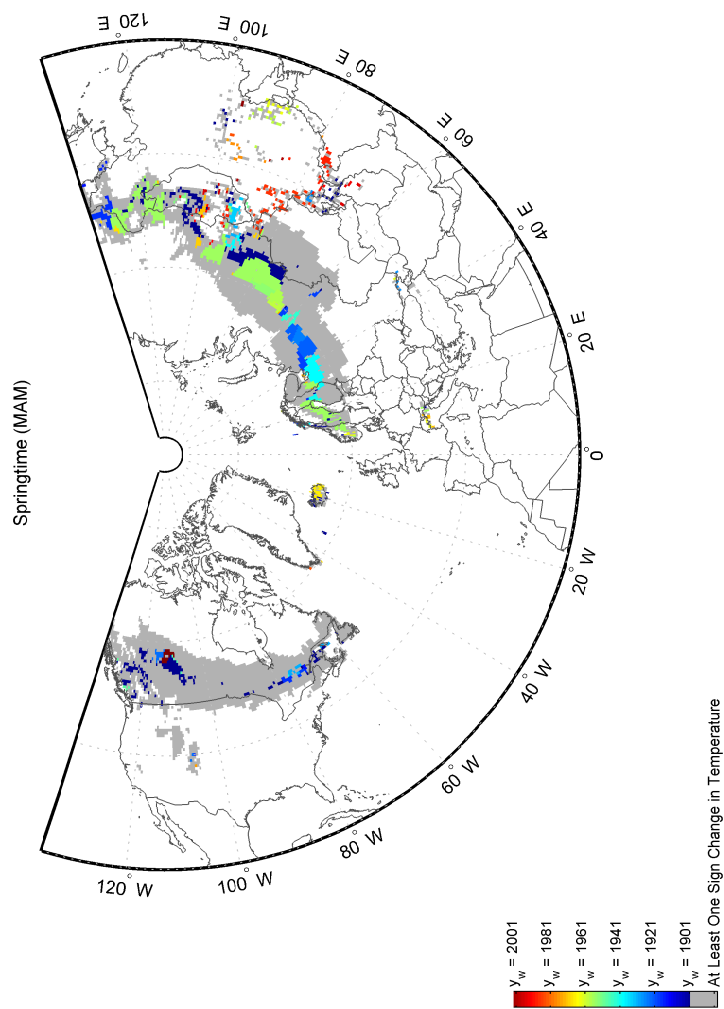 Springtime (MAM)
120 E
100 E
80 E
60 E
40 E
20 E
0
20 W
40 W
60 W
80 W
100 W
120 W
y_w = 2001
y_w = 1981
y_w = 1961
y_w = 1941
y_w = 1921
y_w = 1901
At Least One Sign Change in Temperature